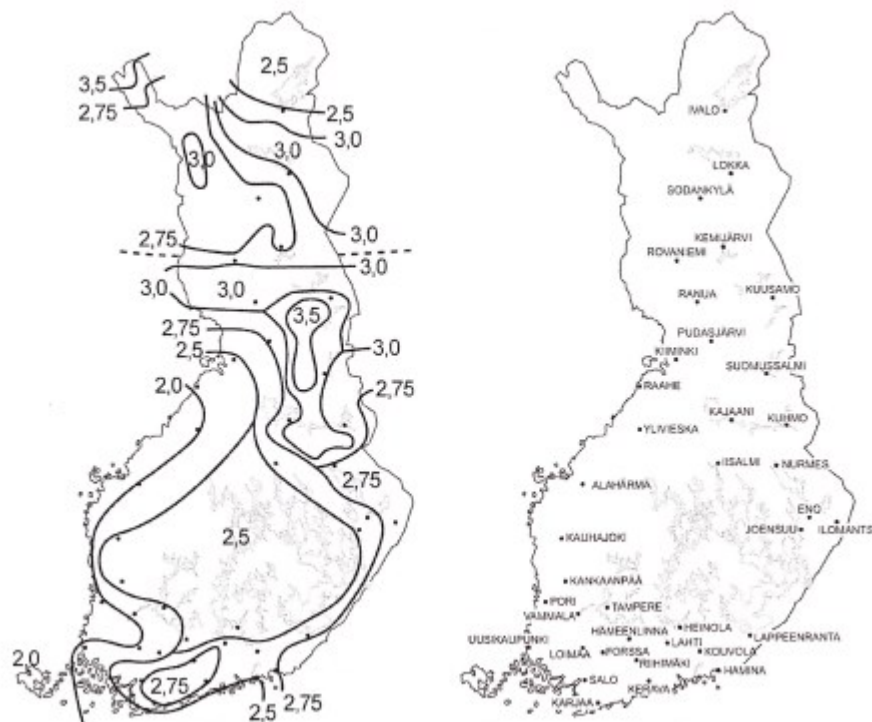 2,5
3,5
2,75
2,5
3,0
3,0
3,0
2,75
3,0
3,0
3,0
3,0
3,5
2,75
2,5
3,0
2,0
2,75
2,75
2,5
2,0
2,75
2,5
2,75
IVALO
LOKKA
SODANKYLÄ
KEMIJÄRVI
ROVANIEMI
RANUA
KUUSAMO
PUDASJÄRVI
KIIMINKI
SUOMUSSALMI
RAAHE
KAJAANI
KUHMO
YLIVIESKA
IISALMI
NURMES
ALAHÄRMÄ
ENO
JOENSUU
ILOMANTS
KAUHAJOKI
KANKAANPÄÄ
PORI
TAMPERE
VAMMALA
HEINOLA
UUSIKAUPUNKI
HÄMEENLINNA
LAHTI
LAPPEENRANTA
LOIMAA
FORSSA
KOUVOLA
RIIHIMÄKI
HAMINA
SALO
KERAVA
KARJAA